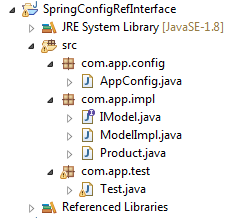 SpringConfigRefInterface
JRE System Library [JavaSE-1.8]
src
com.app.config
AppConfig.java
com.app.impl
IModel.java
ModelImpl.java
Product.java
com.app.test
Test.java
Referenced Libraries